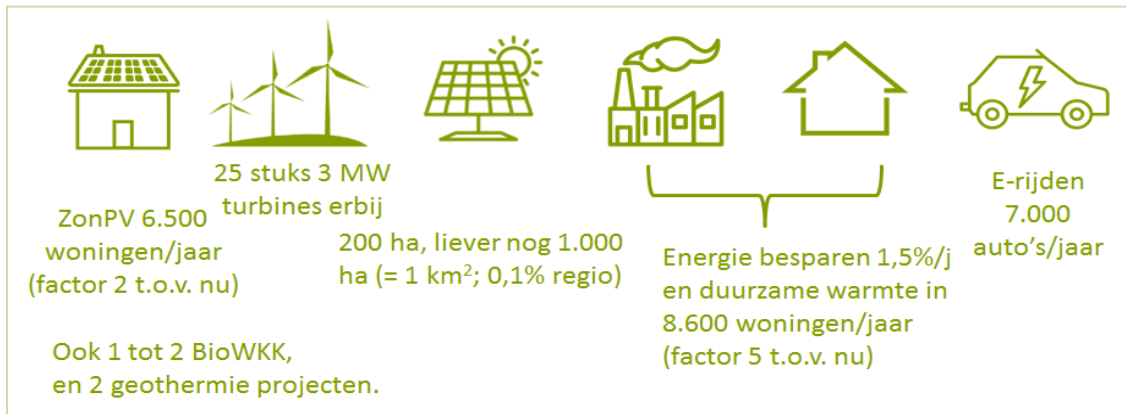 ZonPV 6.500
woningen/jaar
(factor 2 t.o.v. nu)
25 stuks 3 MW
turbines erbij
200 ha, liever nog 1.000
ha (= 1 km²; 0,1% regio)
Energie besparen 1,5%/j
en duurzame warmte in
8.600 woningen/jaar
(factor 5 t.o.v. nu)
E-rijden
7.000
auto's/jaar
Ook 1 tot 2 BioWKK,
en 2 geothermie projecten.